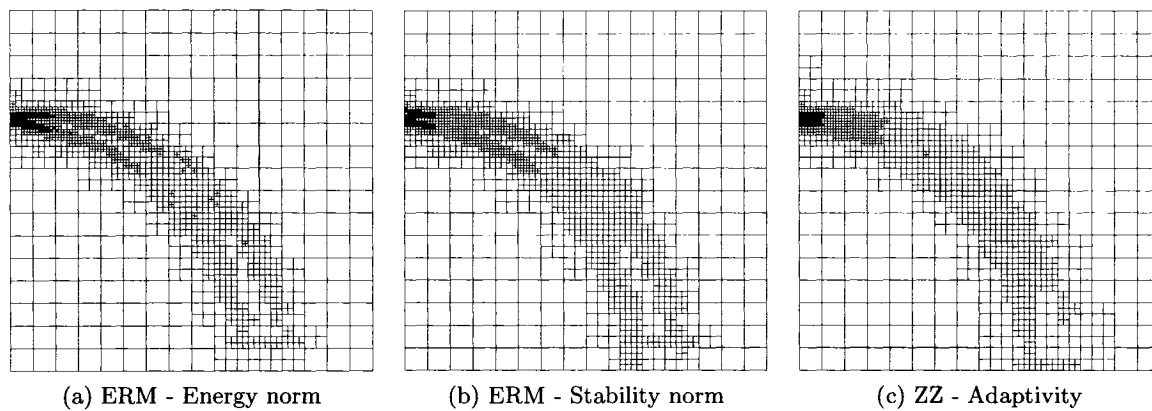 (a) ERM - Energy norm
(b) ERM - Stability norm
(c) ZZ - Adaptivity